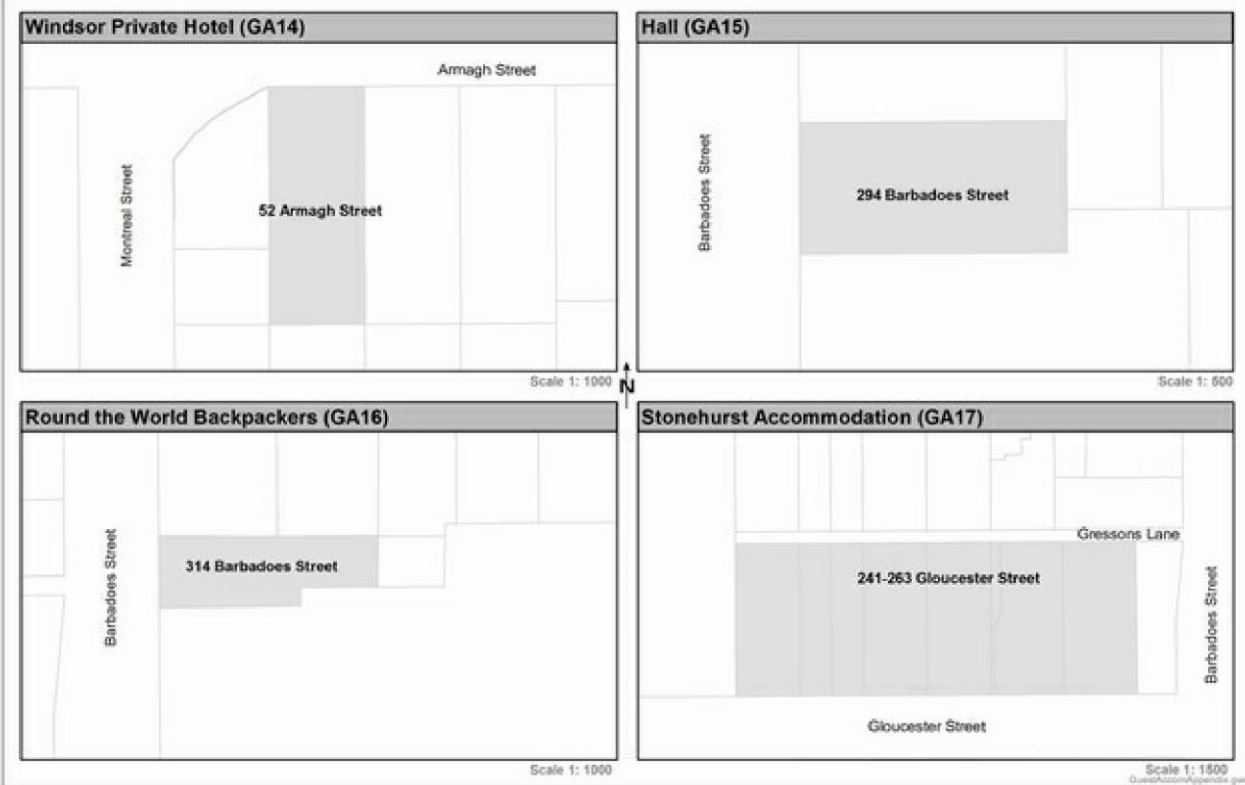 Windsor Private Hotel (GA14)
Armagh Street
Montreal Street
52 Armagh Street
Scale 1: 1000
Hall (GA15)
Barbadoes Street
294 Barbadoes Street
Scale 1: 500
N
Round the World Backpackers (GA16)
Barbadoes Street
314 Barbadoes Street
Scale 1: 1000
Stonehurst Accommodation (GA17)
Gressons Lane
241-263 Gloucester Street
Barbadoes Street
Gloucester Street
Scale 1: 1500